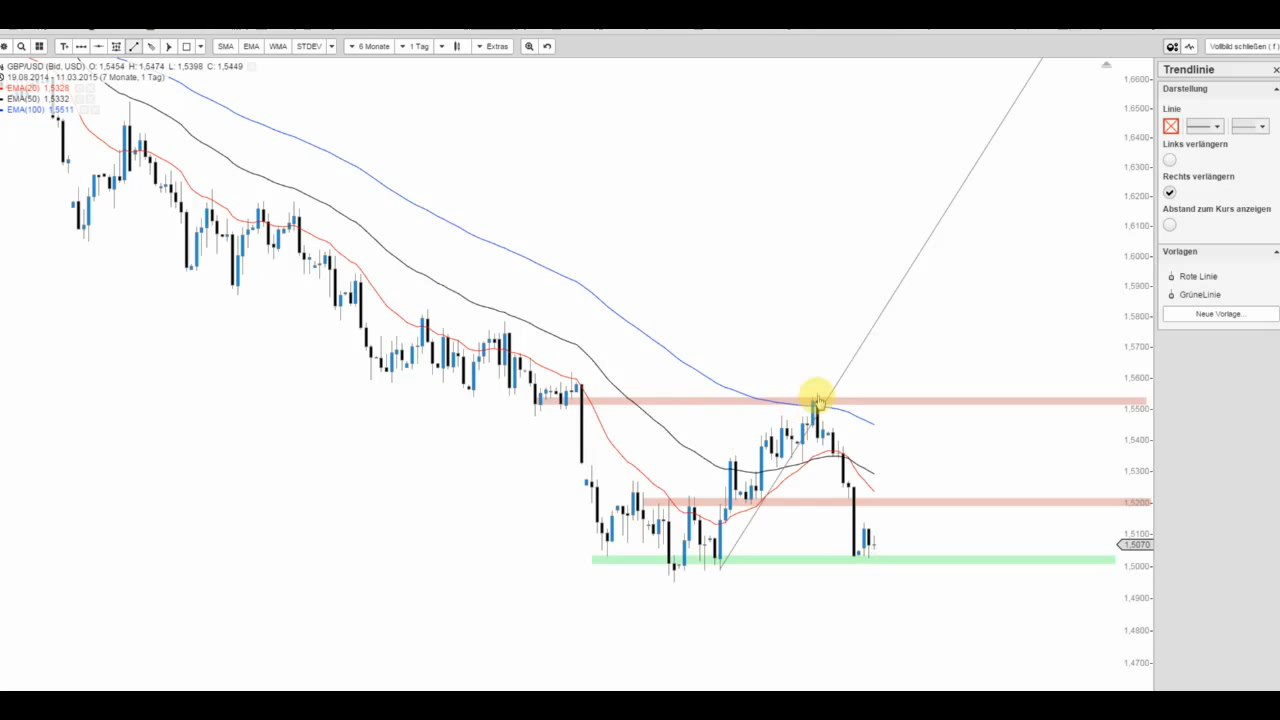 SMA EMA WMA STDEV 6 Monate 1 Tag Extras Vollbild schließen ( f )
GBP/USD (Bid, USD) O: 1,5454 H: 1,5474 L: 1,5398 C: 1,5449
19.08.2014 - 11.03.2015 (7 Monate, 1 Tag)
EMA(20) 1,5328
EMA(50) 1,5332
EMA(100) 1,5511
1,6600
1,6500
1,6400
1,6300
1,6200
1,6100
1,6000
1,5900
1,5800
1,5700
1,5600
1,5500
1,5400
1,5300
1,5200
1,5100
1,5070
1,5000
1,4900
1,4800
1,4700
Trendlinie
Darstellung
Linie
Links verlängern
Rechts verlängern
Abstand zum Kurs anzeigen
Vorlagen
Rote Linie
GrüneLinie
Neue Vorlage...